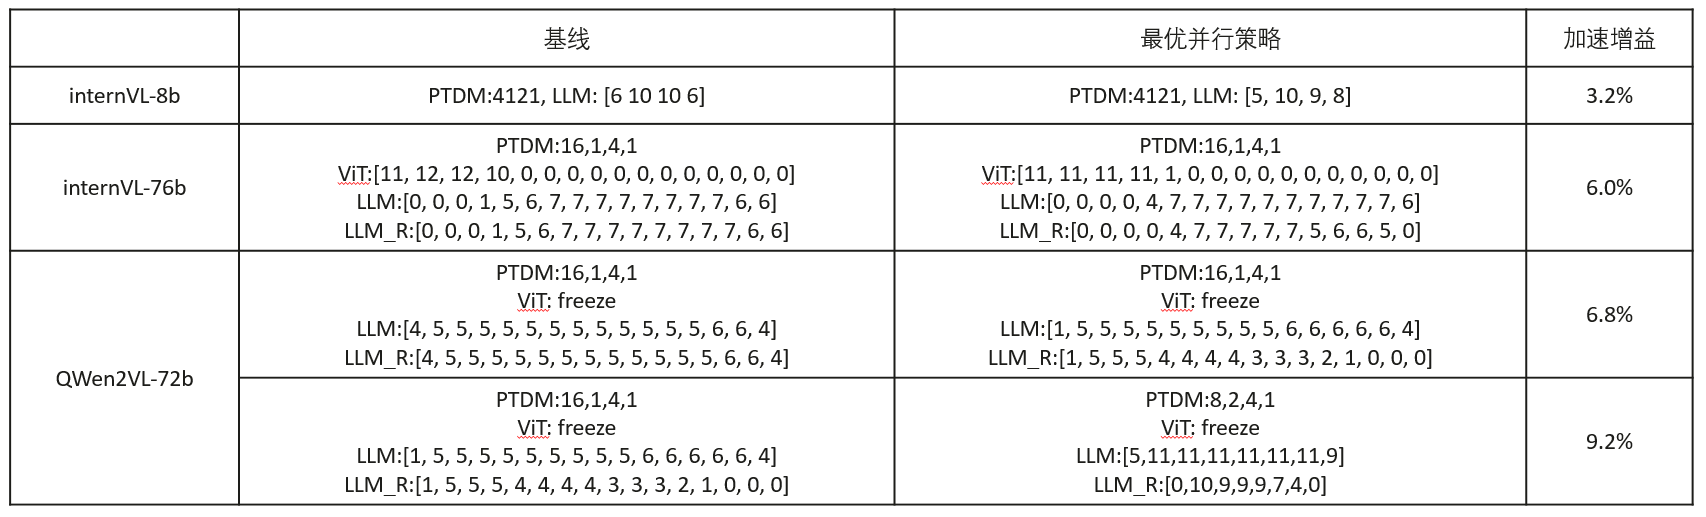 基线
最优并行策略
加速增益
internVL-8b
PTDM:4121, LLM: [6 10 10 6]
PTDM:4121, LLM: [5, 10, 9, 8]
3.2%
internVL-76b
PTDM:16,1,4,1
ViT:[11, 12, 12, 10, 0, 0, 0, 0, 0, 0, 0, 0, 0, 0, 0, 0]
LLM:[0, 0, 0, 1, 5, 6, 7, 7, 7, 7, 7, 7, 7, 7, 6, 6]
LLM_R:[0, 0, 0, 1, 5, 6, 7, 7, 7, 7, 7, 7, 7, 7, 6, 6]
PTDM:16,1,4,1
ViT:[11, 11, 11, 11, 1, 0, 0, 0, 0, 0, 0, 0, 0, 0, 0, 0]
LLM:[0, 0, 0, 0, 4, 7, 7, 7, 7, 7, 7, 7, 7, 7, 7, 6]
LLM_R:[0, 0, 0, 0, 4, 7, 7, 7, 7, 7, 5, 6, 6, 5, 0]
6.0%
QWen2VL-72b
PTDM:16,1,4,1
ViT: freeze
LLM:[4, 5, 5, 5, 5, 5, 5, 5, 5, 5, 5, 5, 5, 6, 6, 4]
LLM_R:[4, 5, 5, 5, 5, 5, 5, 5, 5, 5, 5, 5, 5, 6, 6, 4]
PTDM:16,1,4,1
ViT: freeze
LLM:[1, 5, 5, 5, 5, 5, 5, 5, 5, 5, 6, 6, 6, 6, 6, 4]
LLM_R:[1, 5, 5, 5, 4, 4, 4, 4, 3, 3, 3, 2, 1, 0, 0, 0]
6.8%
PTDM:16,1,4,1
ViT: freeze
LLM:[1, 5, 5, 5, 5, 5, 5, 5, 5, 5, 6, 6, 6, 6, 6, 4]
LLM_R:[1, 5, 5, 5, 4, 4, 4, 4, 3, 3, 3, 2, 1, 0, 0, 0]
PTDM:8,2,4,1
ViT: freeze
LLM:[5,11,11,11,11,11,11,9]
LLM_R:[0,10,9,9,9,7,4,0]
9.2%